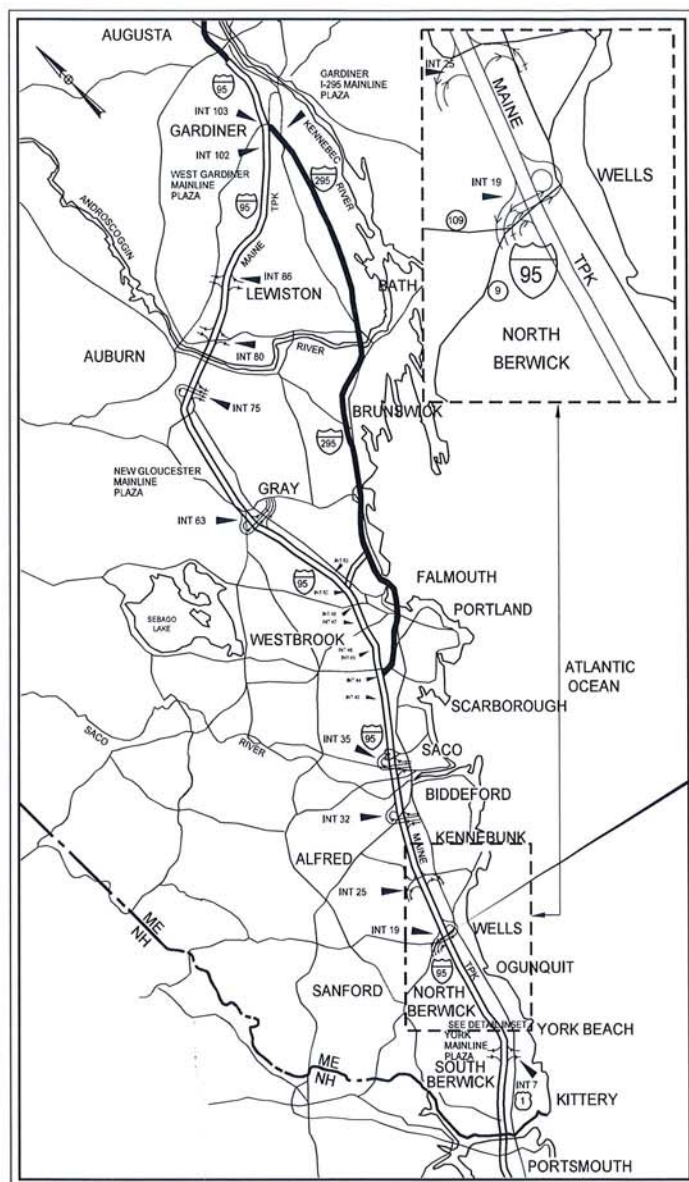 AUGUSTA
95
GARDINER
I-295 MAINLINE
PLAZA
INT 103
GARDINER
INT 102
KENNEBEC
RIVER
WEST GARDINER
MAINLINE
PLAZA
295
95
TPK
MAINE
ANDROSCOGGIN
INT 86
LEWISTON
BATH
RIVER
AUBURN
INT 80
INT 75
BRUNSWICK
295
NEW GLOUCESTER
MAINLINE
PLAZA
GRAY
INT 63
95
FALMOUTH
PORTLAND
SEBAGO
LAKE
WESTBROOK
ATLANTIC
OCEAN
SCARBOROUGH
SACO
RIVER
INT 35
95
SACO
BIDDEFORD
INT 32
MAINE
KENNEBUNK
ALFRED
INT 25
INT 19
WELLS
95
TPK
OGUNQUIT
SANFORD
NORTH
BERWICK
SEE DETAIL INSET
YORK BEACH
YORK
MAINLINE
PLAZA
SOUTH
BERWICK
INT 7
1
KITTERY
PORTSMOUTH
ME
NH
ME
NH
INT 25
MAINE
WELLS
INT 19
109
95
9
TPK
NORTH
BERWICK